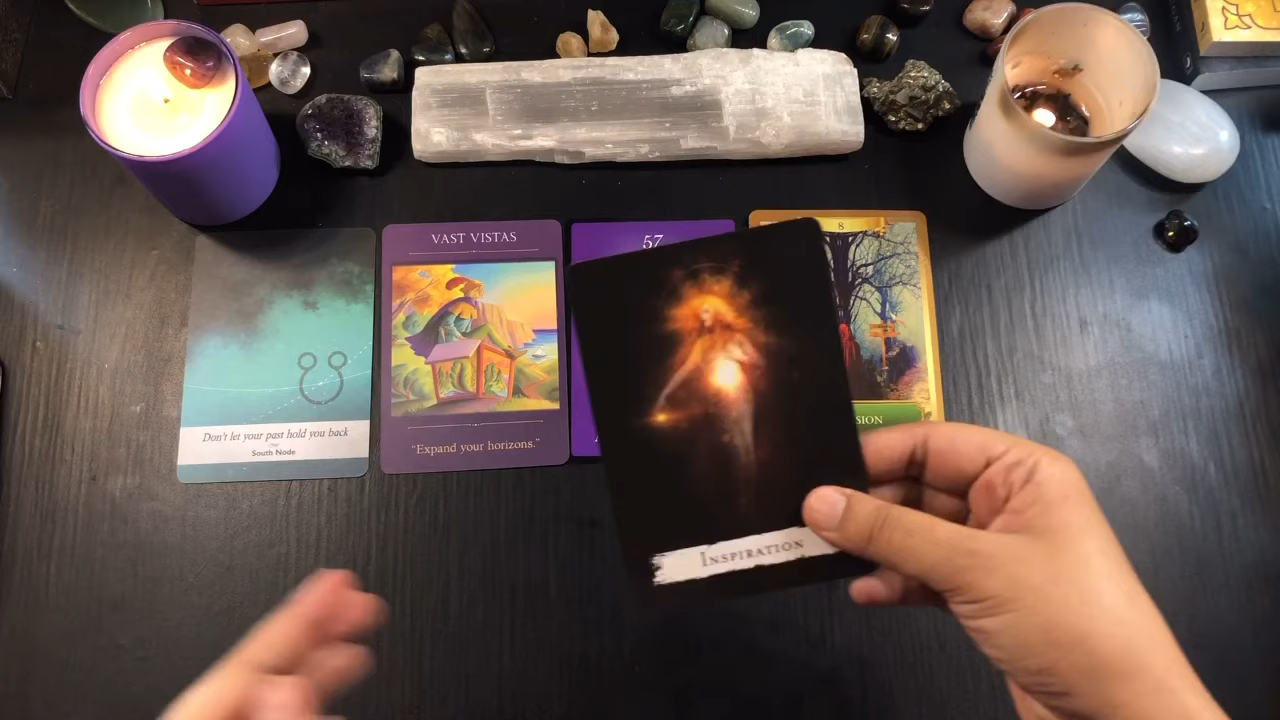 Don't let your past hold you back
South Node
VAST VISTAS
"Expand your horizons."
57
INSPIRATION
8
SION